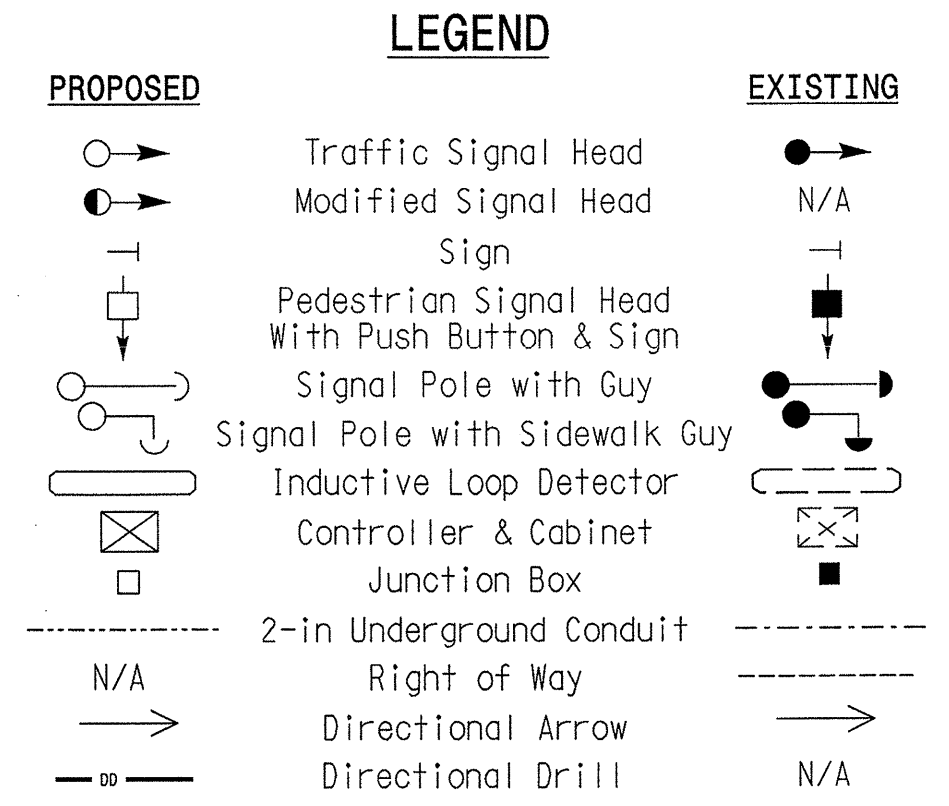 LEGEND
PROPOSED EXISTING
Traffic Signal Head
Modified Signal Head N/A
Sign
Pedestrian Signal Head
With Push Button & Sign
Signal Pole with Guy
Signal Pole with Sidewalk Guy
Inductive Loop Detector
Controller & Cabinet
Junction Box
2-in Underground Conduit
N/A Right of Way
Directional Arrow
DD Directional Drill N/A